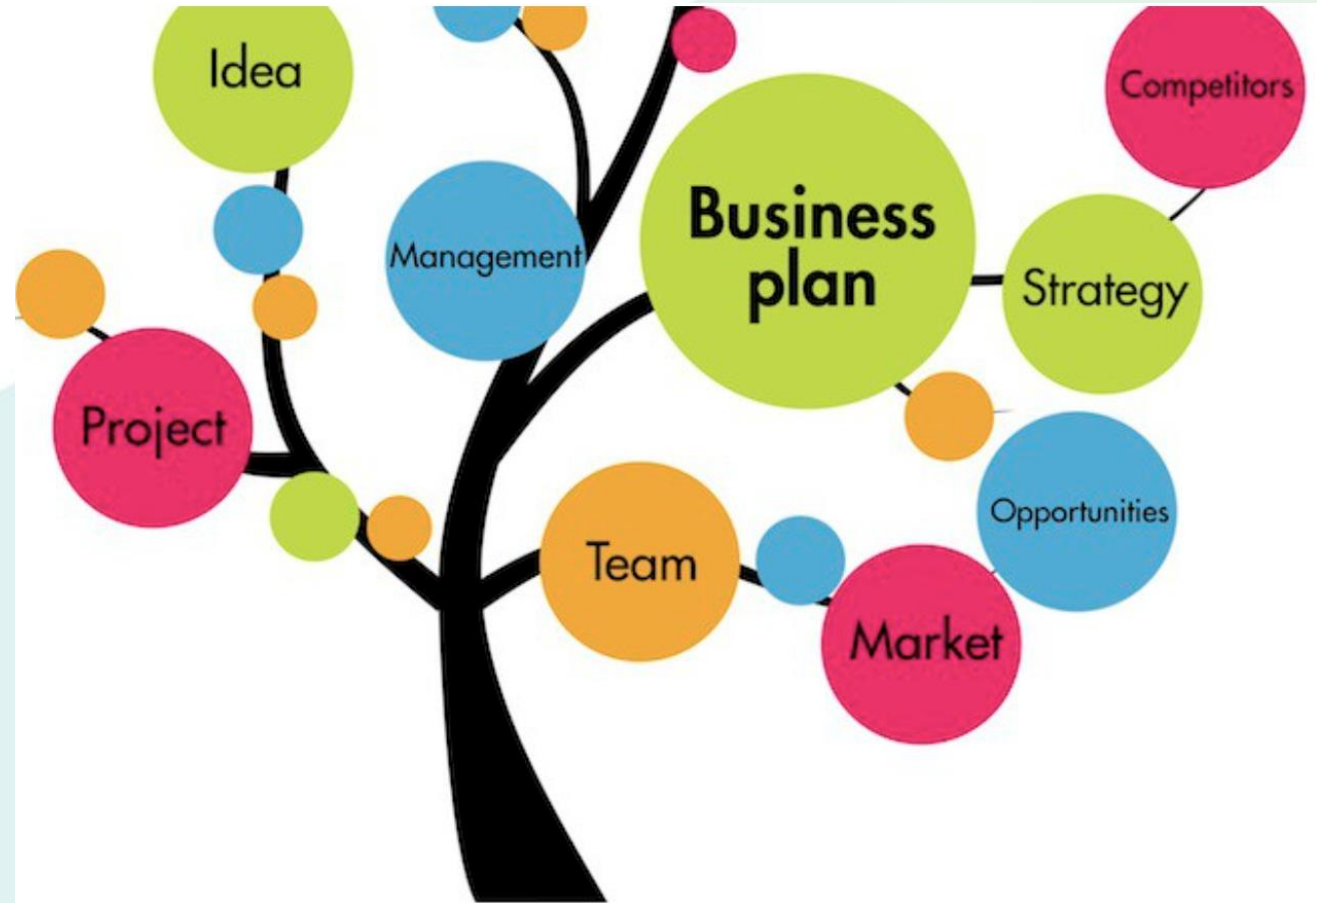 Idea
Competitors
Business
plan
Management
Strategy
Project
Opportunities
Team
Market